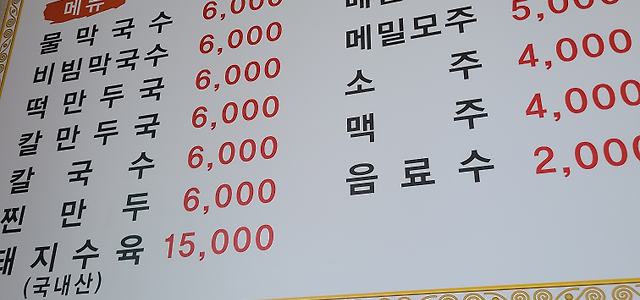 메뉴
물막국수 6,000
비빔막국수 6,000
떡만두국 6,000
칼만두국 6,000
칼국수 6,000
찐만두 6,000
돼지수육 15,000
(국내산)
메밀모주 5,000
소주 4,000
맥주 4,000
음료수 2,000